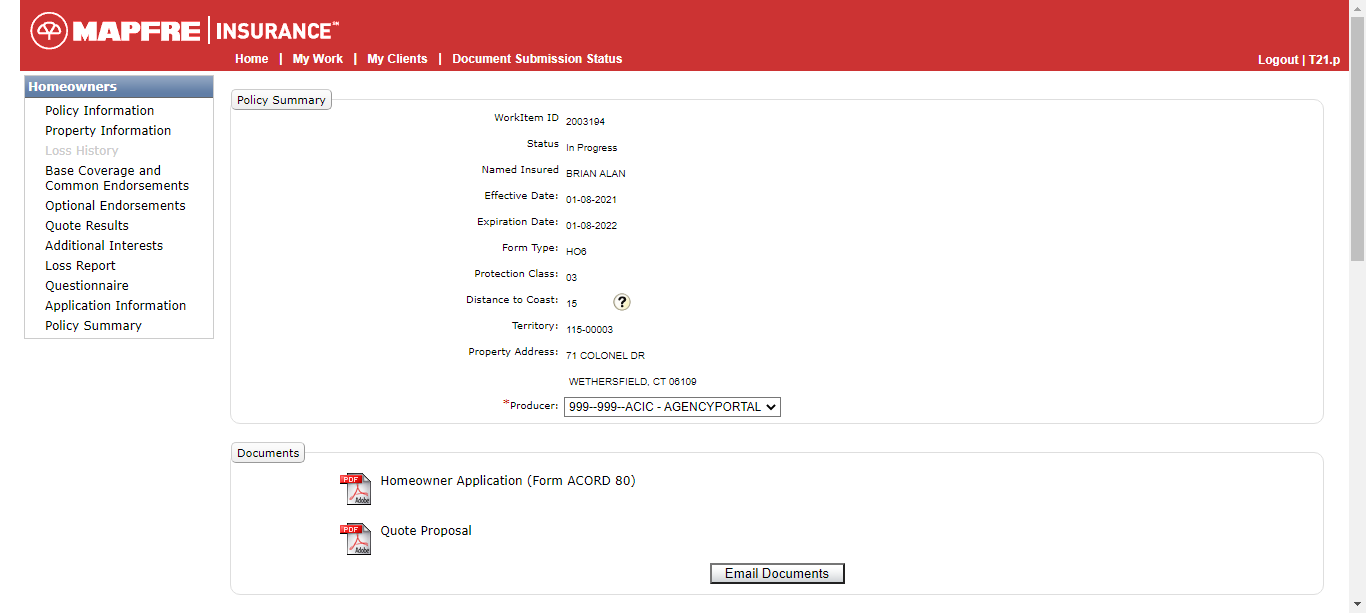 MAPFRE | INSURANCE℠
Home | My Work | My Clients | Document Submission Status
Logout | T21.p
Homeowners
Policy Information
Property Information
Loss History
Base Coverage and
Common Endorsements
Optional Endorsements
Quote Results
Additional Interests
Loss Report
Questionnaire
Application Information
Policy Summary
Policy Summary
WorkItem ID 2003194
Status In Progress
Named Insured BRIAN ALAN
Effective Date: 01-08-2021
Expiration Date: 01-08-2022
Form Type: HO6
Protection Class: 03
Distance to Coast: 15 ?
Territory: 115-00003
Property Address: 71 COLONEL DR
WETHERSFIELD, CT 06109
*Producer: 999--999--ACIC - AGENCYPORTAL
Documents
PDF Adobe Homeowner Application (Form ACORD 80)
PDF Adobe Quote Proposal
Email Documents